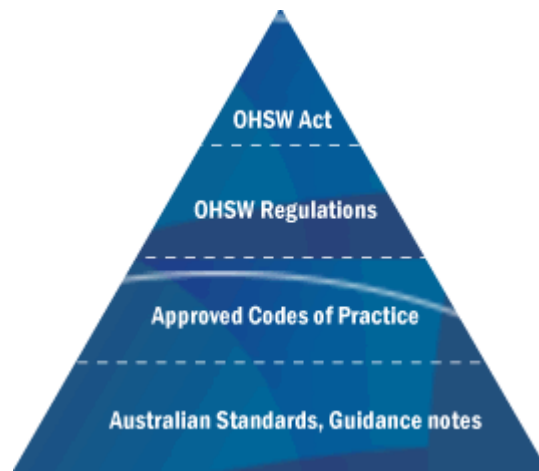 OHSW Act
OHSW Regulations
Approved Codes of Practice
Australian Standards, Guidance notes